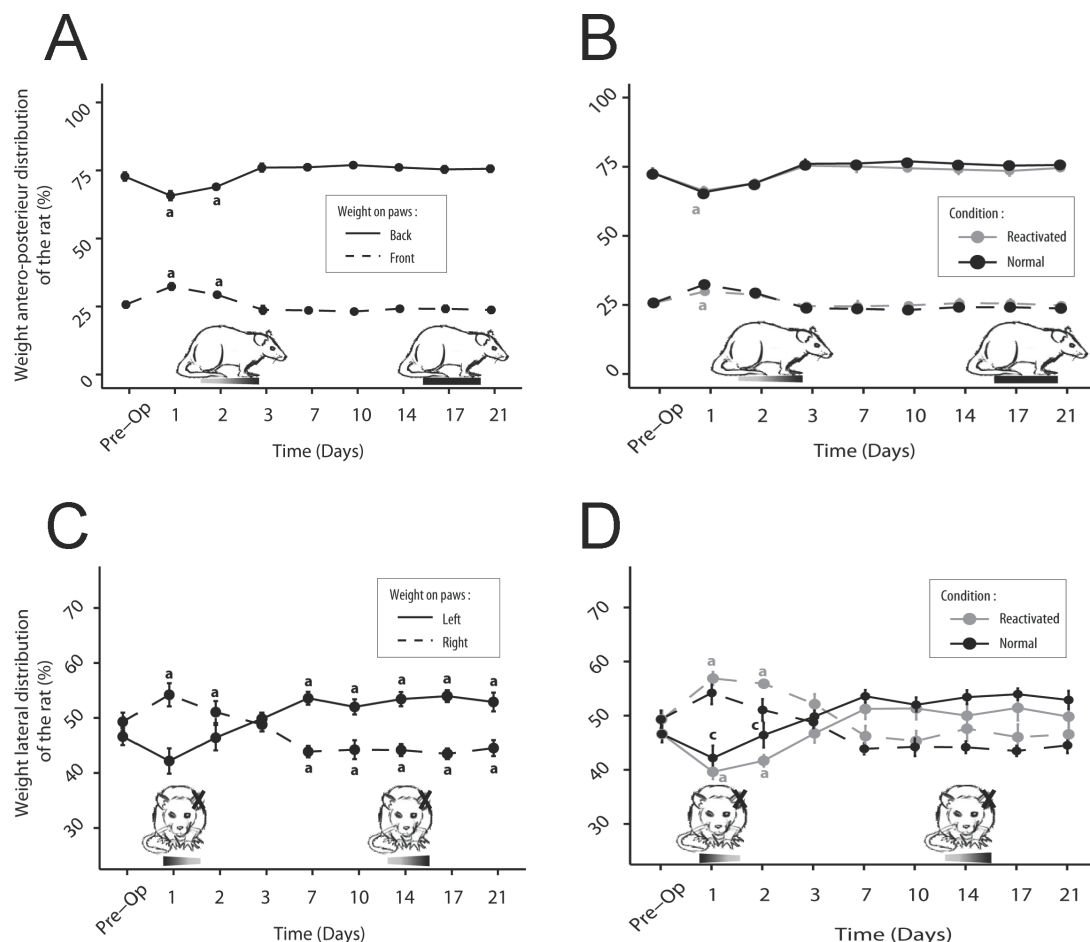 A
Weight antero-posterieur distribution
of the rat (%)
100
75
50
25
0
a
a
a
a
Weight on paws :
Back
Front
Pre–Op
1
2
3
7
10
14
17
21
Time (Days)
B
100
75
50
25
0
a
a
Condition :
Reactivated
Normal
Pre–Op
1
2
3
7
10
14
17
21
Time (Days)
C
Weight lateral distribution
of the rat (%)
70
60
50
40
30
Weight on paws :
Left
Right
a
a
a
a
a
a
a
a
a
a
a
a
Pre–Op
1
2
3
7
10
14
17
21
Time (Days)
D
70
60
50
40
30
Condition :
Reactivated
Normal
a
a
c
c
a
a
Pre–Op
1
2
3
7
10
14
17
21
Time (Days)